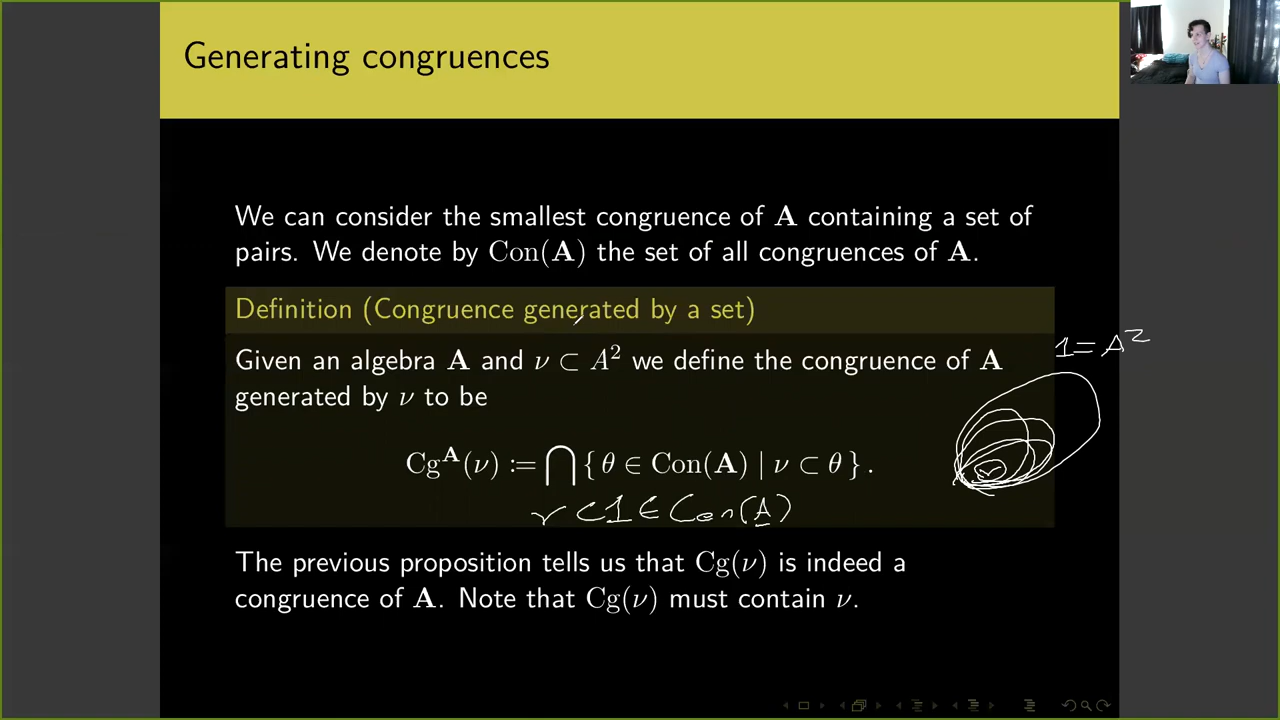 Generating congruences
We can consider the smallest congruence of A containing a set of
pairs. We denote by Con(A) the set of all congruences of A.
Definition (Congruence generated by a set)
Given an algebra A and ν ⊂ A² we define the congruence of A
generated by ν to be
1 = A²
Cg^A(ν) := ⋂ { θ ∈ Con(A) | ν ⊂ θ } .
ν ⊂ 1 ∈ Con(A)
The previous proposition tells us that Cg(ν) is indeed a
congruence of A. Note that Cg(ν) must contain ν.